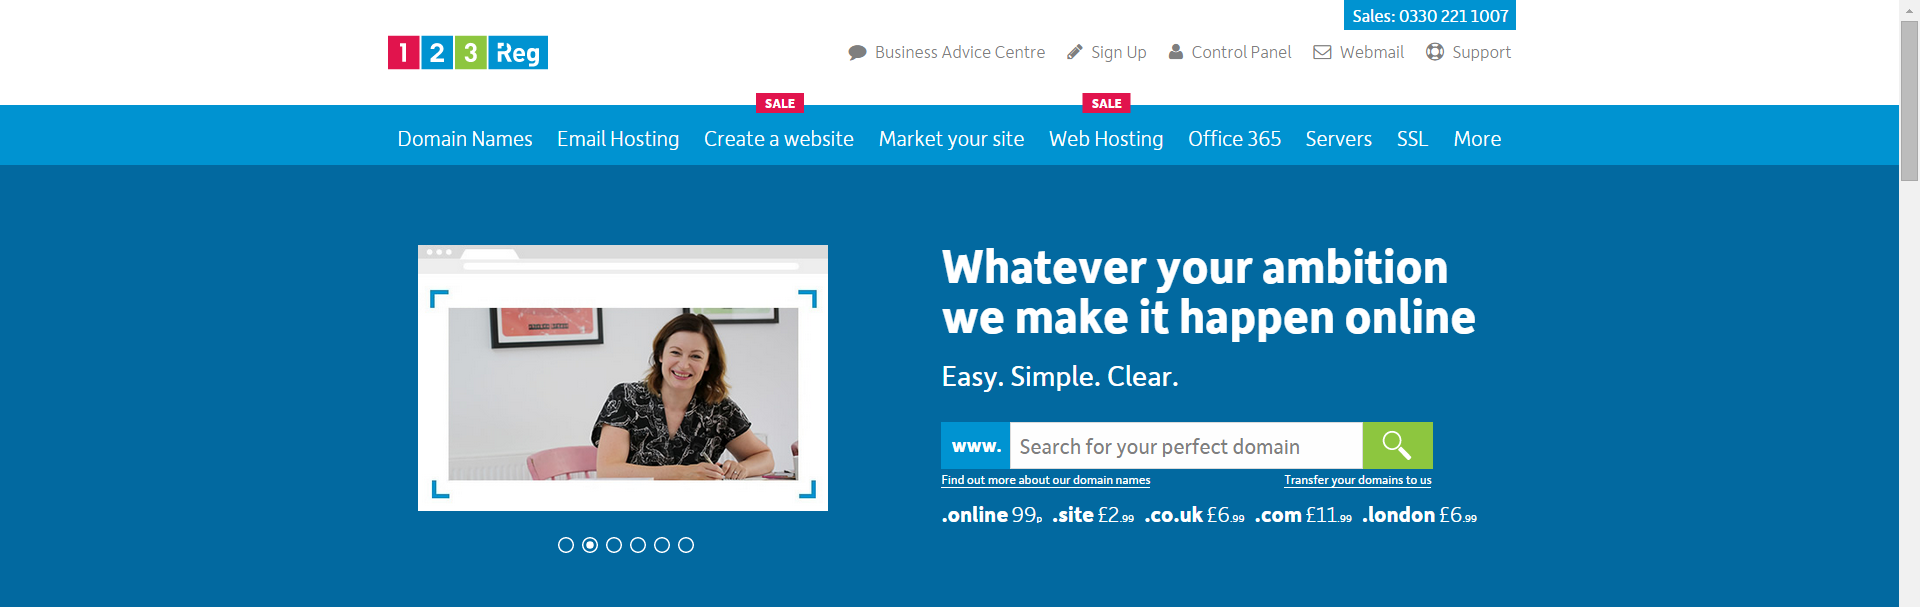 Sales: 0330 221 1007
123 Reg
Business Advice Centre Sign Up Control Panel Webmail Support
SALE SALE
Domain Names Email Hosting Create a website Market your site Web Hosting Office 365 Servers SSL More
Whatever your ambition
we make it happen online
Easy. Simple. Clear.
www. Search for your perfect domain
Find out more about our domain names Transfer your domains to us
.online 99p .site £2.99 .co.uk £6.99 .com £11.99 .london £6.99